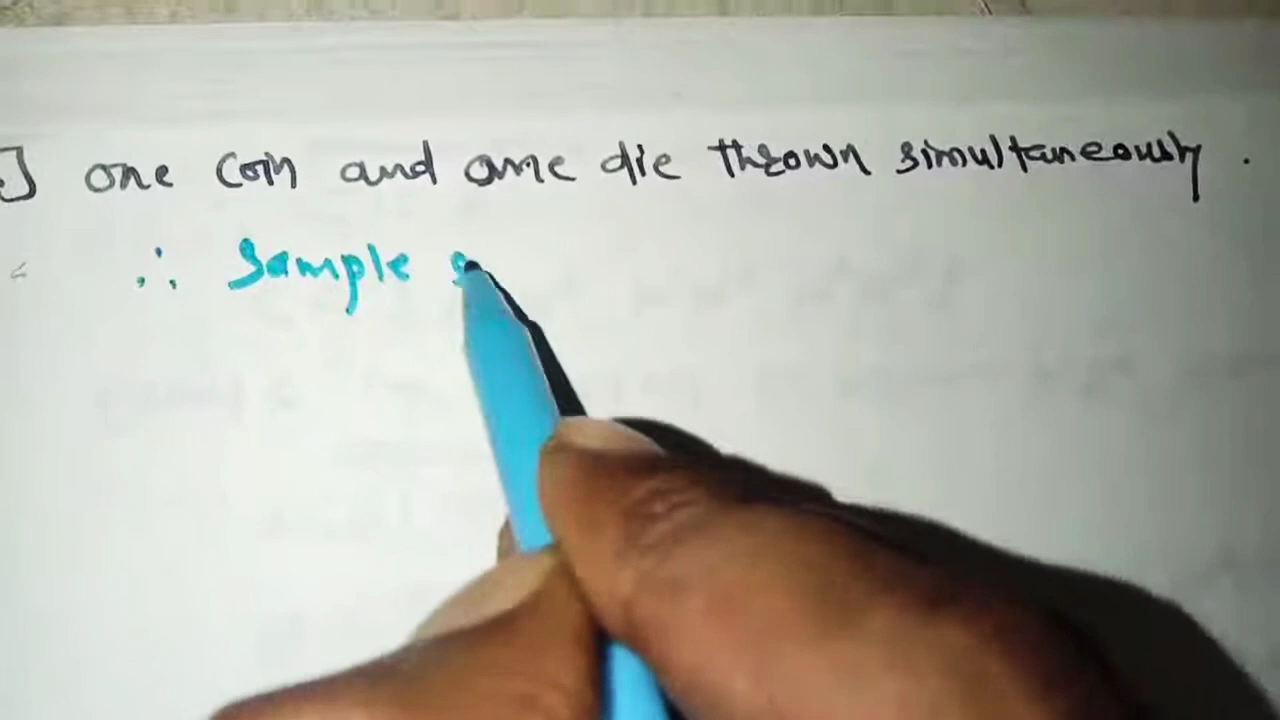 ] one coin and one die thrown simultaneously.
∴ Sample s